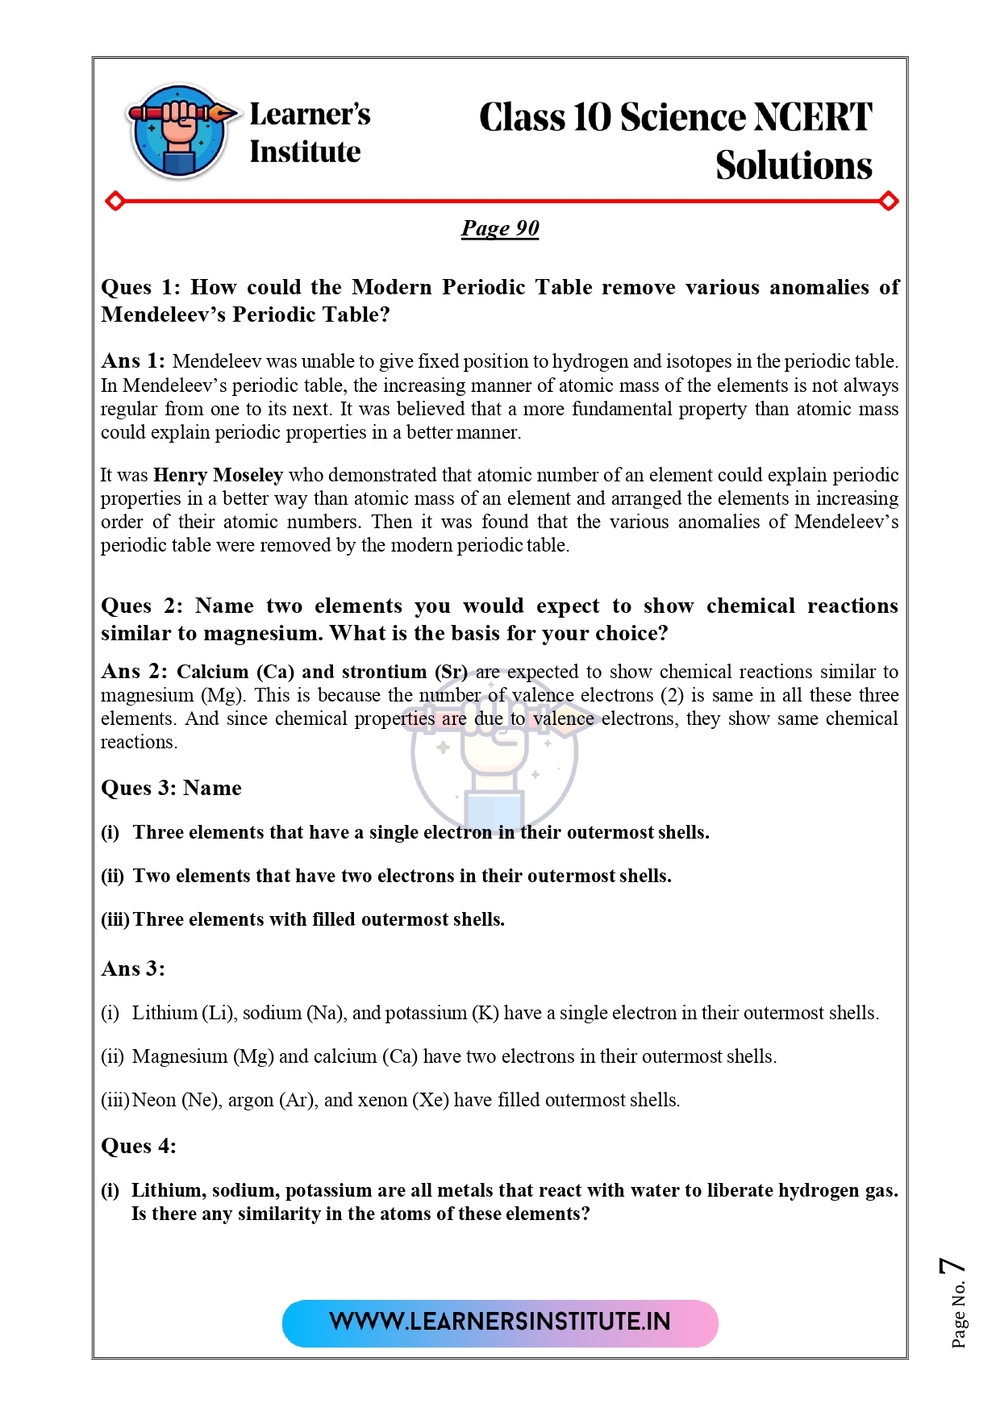 Learner's
Institute
Class 10 Science NCERT
Solutions
Page 90
Ques 1: How could the Modern Periodic Table remove various anomalies of
Mendeleev's Periodic Table?
Ans 1: Mendeleev was unable to give fixed position to hydrogen and isotopes in the periodic table.
In Mendeleev's periodic table, the increasing manner of atomic mass of the elements is not always
regular from one to its next. It was believed that a more fundamental property than atomic mass
could explain periodic properties in a better manner.
It was Henry Moseley who demonstrated that atomic number of an element could explain periodic
properties in a better way than atomic mass of an element and arranged the elements in increasing
order of their atomic numbers. Then it was found that the various anomalies of Mendeleev's
periodic table were removed by the modern periodic table.
Ques 2: Name two elements you would expect to show chemical reactions
similar to magnesium. What is the basis for your choice?
Ans 2: Calcium (Ca) and strontium (Sr) are expected to show chemical reactions similar to
magnesium (Mg). This is because the number of valence electrons (2) is same in all these three
elements. And since chemical properties are due to valence electrons, they show same chemical
reactions.
Ques 3: Name
(i) Three elements that have a single electron in their outermost shells.
(ii) Two elements that have two electrons in their outermost shells.
(iii) Three elements with filled outermost shells.
Ans 3:
(i) Lithium (Li), sodium (Na), and potassium (K) have a single electron in their outermost shells.
(ii) Magnesium (Mg) and calcium (Ca) have two electrons in their outermost shells.
(iii) Neon (Ne), argon (Ar), and xenon (Xe) have filled outermost shells.
Ques 4:
(i) Lithium, sodium, potassium are all metals that react with water to liberate hydrogen gas.
Is there any similarity in the atoms of these elements?
WWW.LEARNERSINSTITUTE.IN
Page No. 7